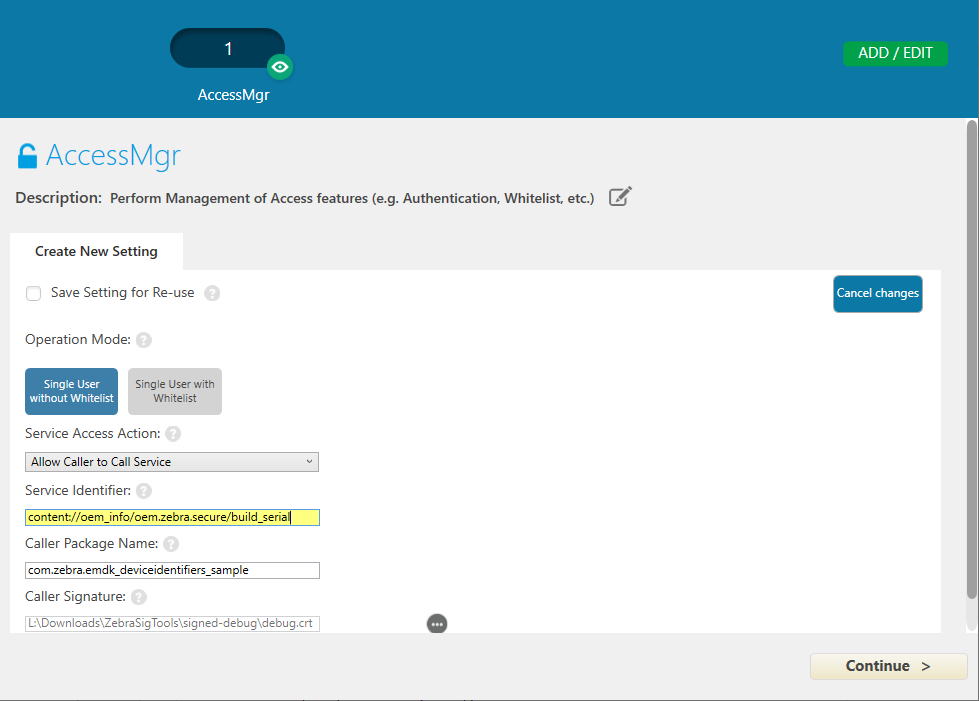 1
AccessMgr
ADD / EDIT
AccessMgr
Description: Perform Management of Access features (e.g. Authentication, Whitelist, etc.)
Create New Setting
Save Setting for Re-use ?
Cancel changes
Operation Mode: ?
Single User
without Whitelist
Single User with
Whitelist
Service Access Action: ?
Allow Caller to Call Service
Service Identifier: ?
content://oem_info/oem.zebra.secure/build_serial
Caller Package Name: ?
com.zebra.emdk_deviceidentifiers_sample
Caller Signature: ?
L:\Downloads\ZebraSigTools\signed-debug\debug.crt
...
Continue >